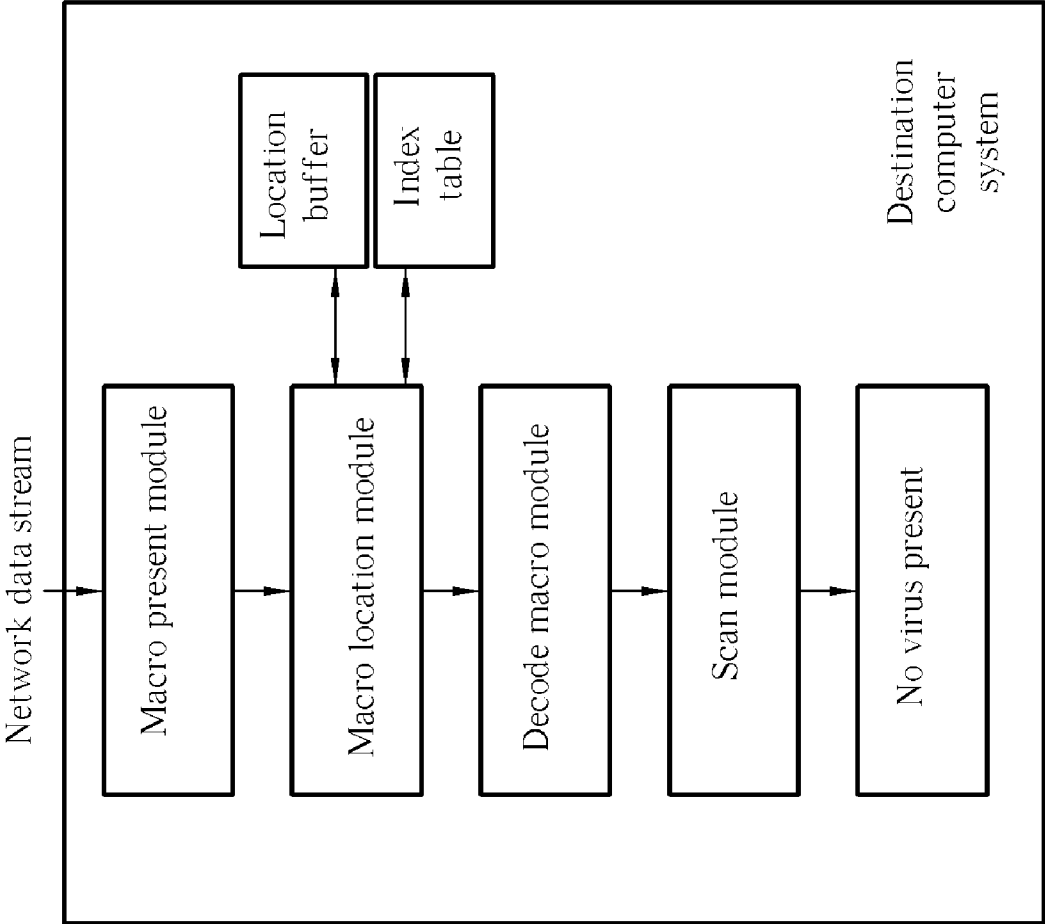 Network data stream
Macro present module
Macro location module
Location
buffer
Index
table
Decode macro module
Scan module
No virus present
Destination
computer
system